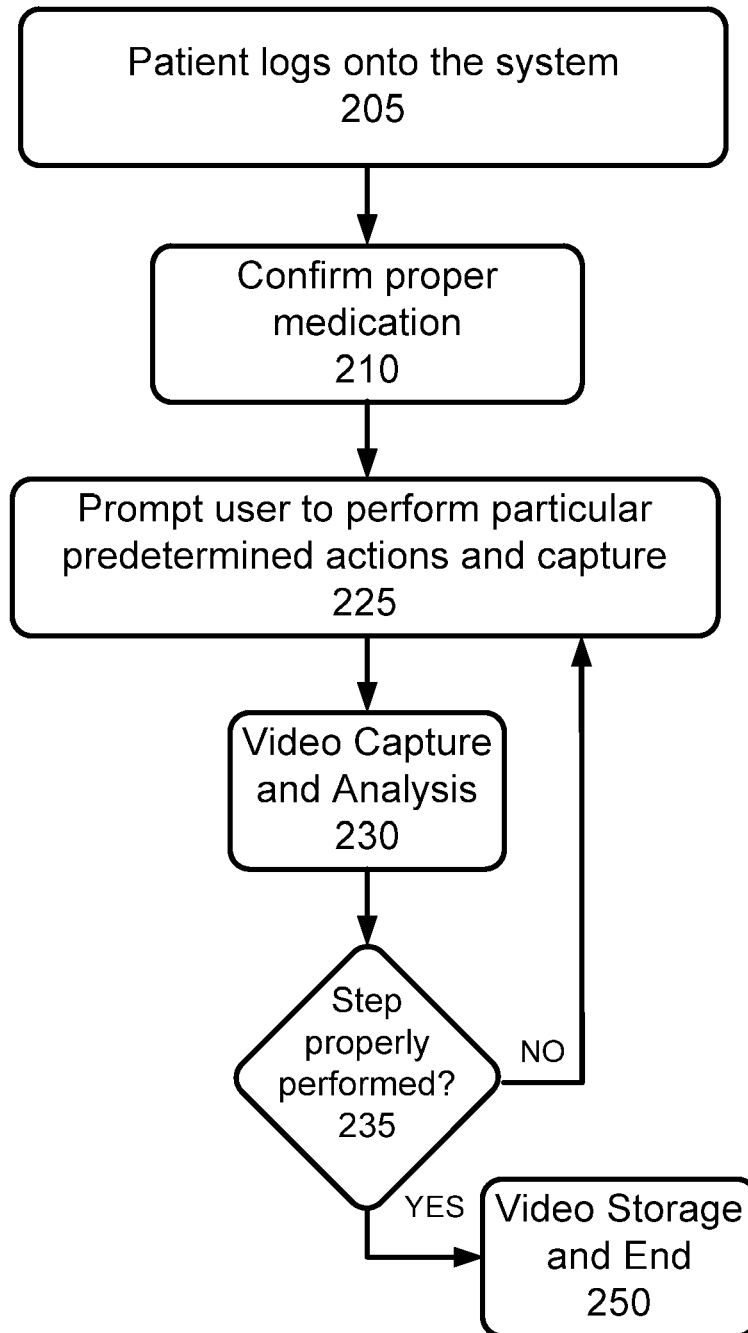 Patient logs onto the system
205
Confirm proper
medication
210
Prompt user to perform particular
predetermined actions and capture
225
Video Capture
and Analysis
230
Step
properly
performed?
235
NO
YES
Video Storage
and End
250